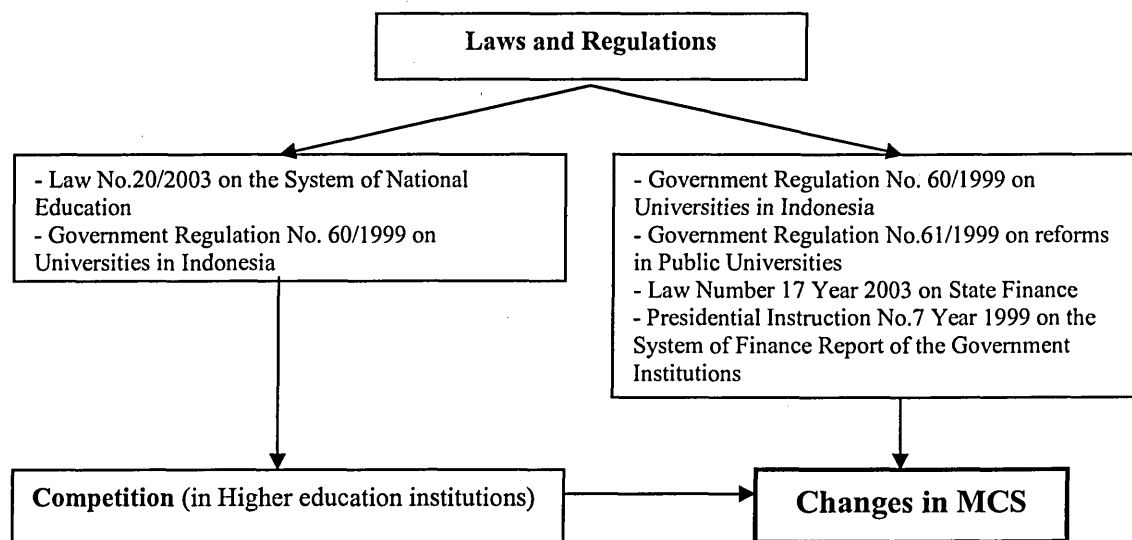 Laws and Regulations
- Law No.20/2003 on the System of National
Education
- Government Regulation No. 60/1999 on
Universities in Indonesia
- Government Regulation No. 60/1999 on
Universities in Indonesia
- Government Regulation No.61/1999 on reforms
in Public Universities
- Law Number 17 Year 2003 on State Finance
- Presidential Instruction No.7 Year 1999 on the
System of Finance Report of the Government
Institutions
Competition (in Higher education institutions)
Changes in MCS